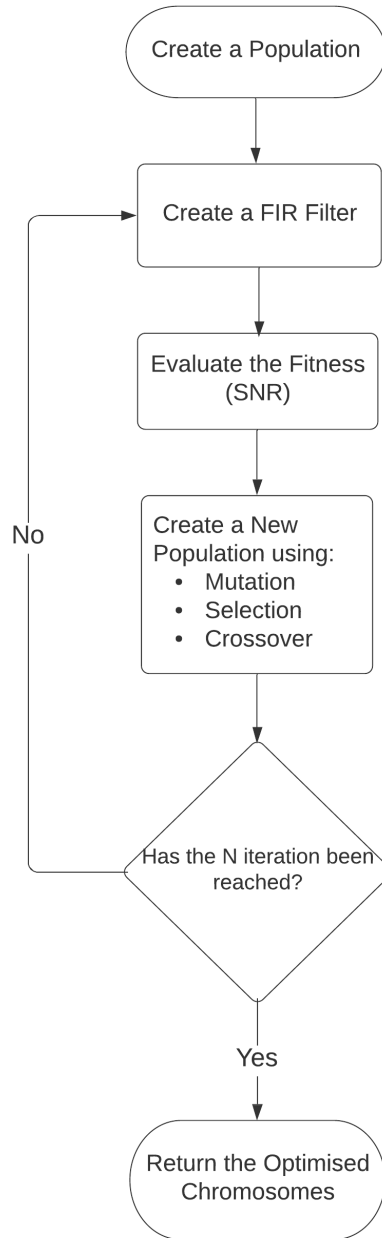 Create a Population
Create a FIR Filter
Evaluate the Fitness
(SNR)
No
Create a New
Population using:
• Mutation
• Selection
• Crossover
Has the N iteration been
reached?
Yes
Return the Optimised
Chromosomes